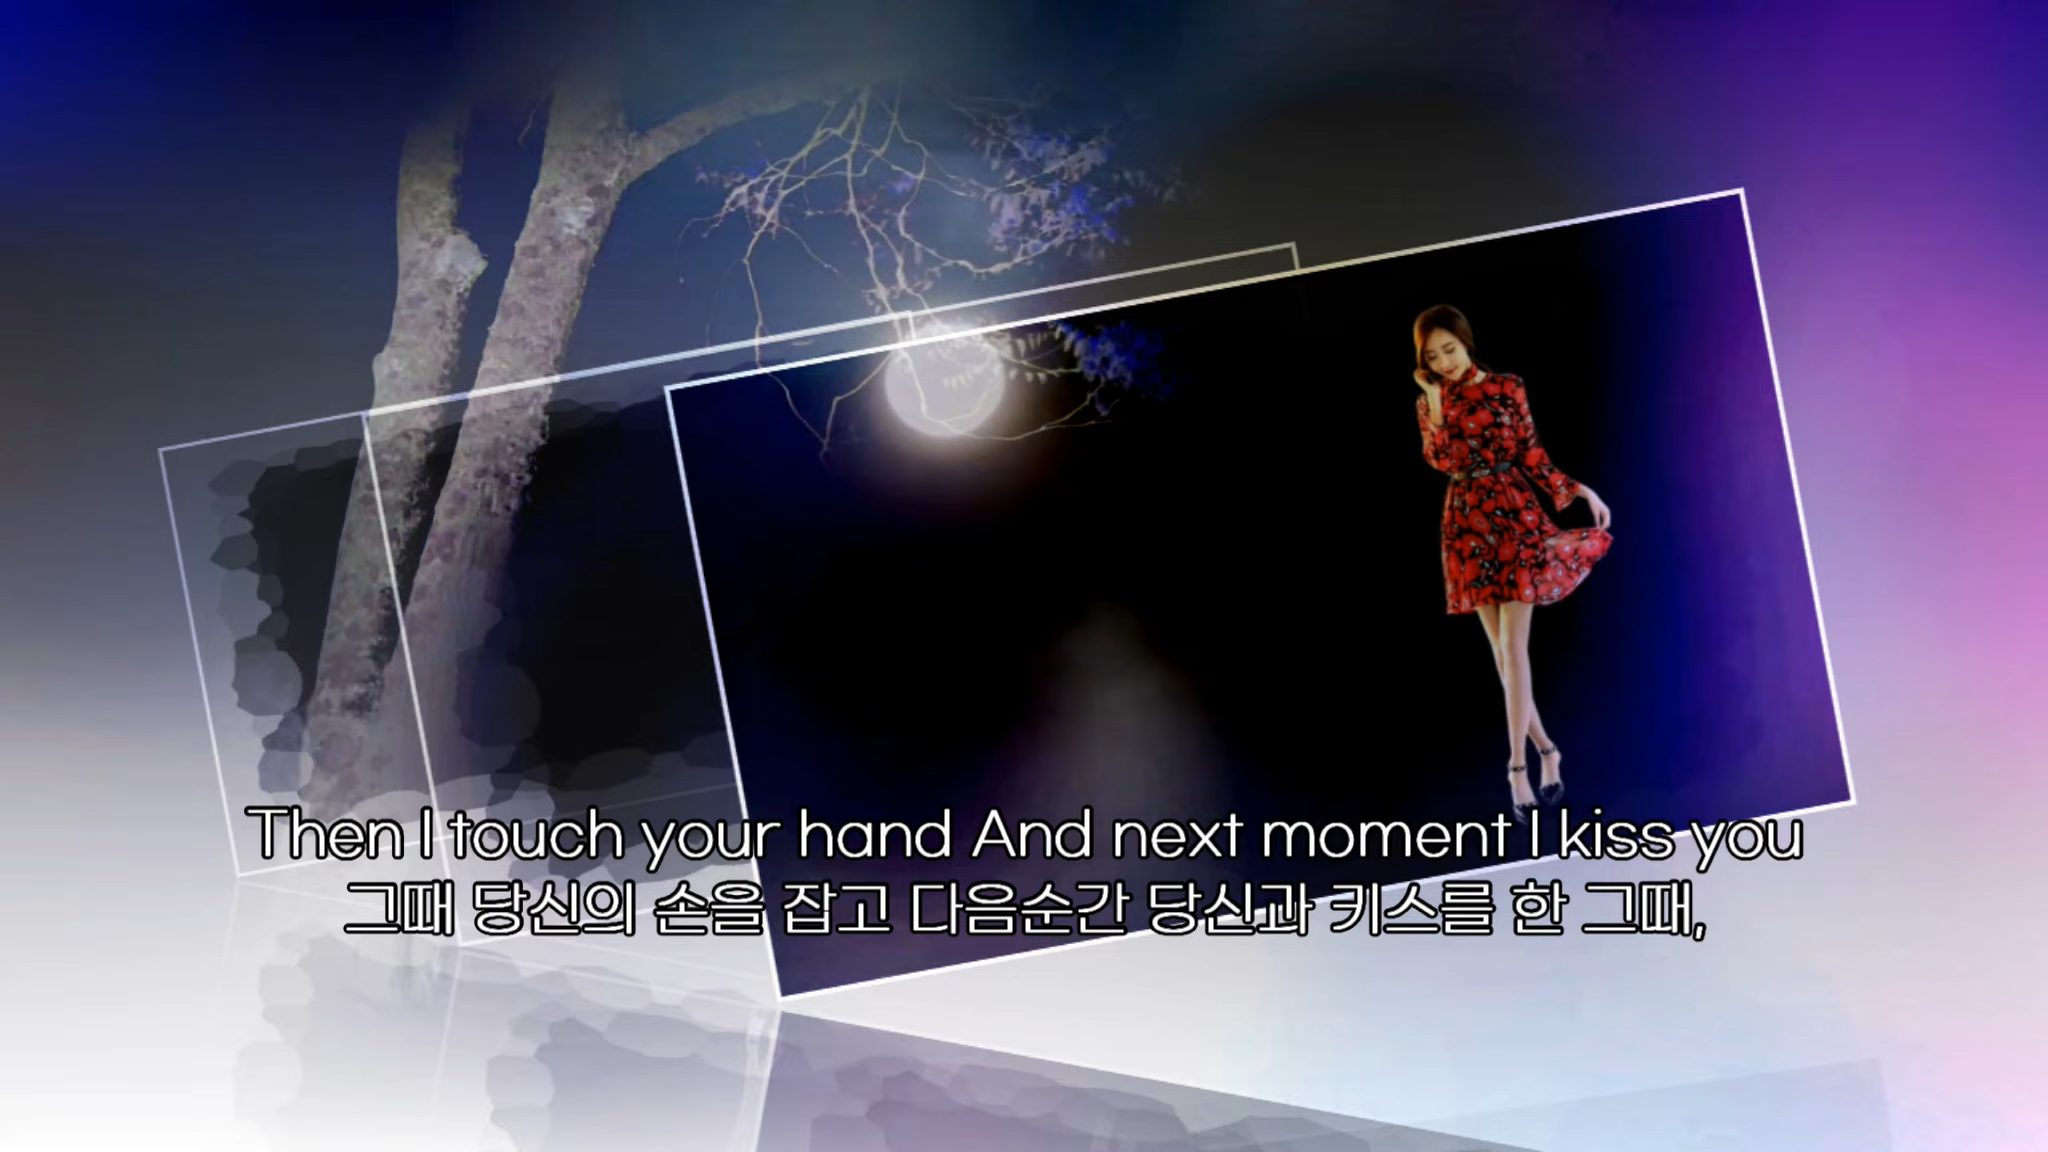 Then I touch your hand And next moment I kiss you
그때 당신의 손을 잡고 다음순간 당신과 키스를 한 그때,